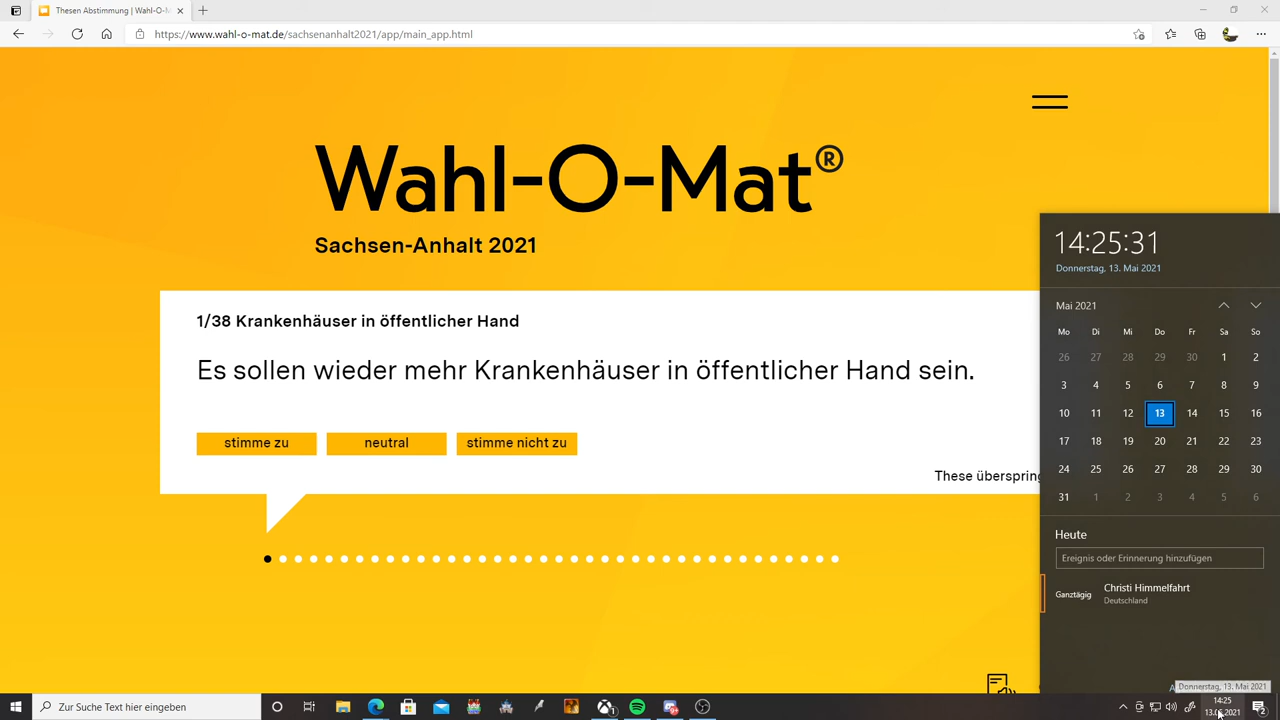 Thesen Abstimmung | Wahl-O-M
https://www.wahl-o-mat.de/sachsenanhalt2021/app/main_app.html
Wahl-O-Mat®
Sachsen-Anhalt 2021
1/38 Krankenhäuser in öffentlicher Hand
Es sollen wieder mehr Krankenhäuser in öffentlicher Hand sein.
stimme zu
neutral
stimme nicht zu
These überspring
14:25:31
Donnerstag, 13. Mai 2021
Mai 2021
Mo Di Mi Do Fr Sa So
26 27 28 29 30 1 2
3 4 5 6 7 8 9
10 11 12 13 14 15 16
17 18 19 20 21 22 23
24 25 26 27 28 29 30
31 1 2 3 4 5 6
Heute
Ereignis oder Erinnerung hinzufügen
Ganztägig
Christi Himmelfahrt
Deutschland
Donnerstag, 13. Mai 2021
Zur Suche Text hier eingeben
14:25